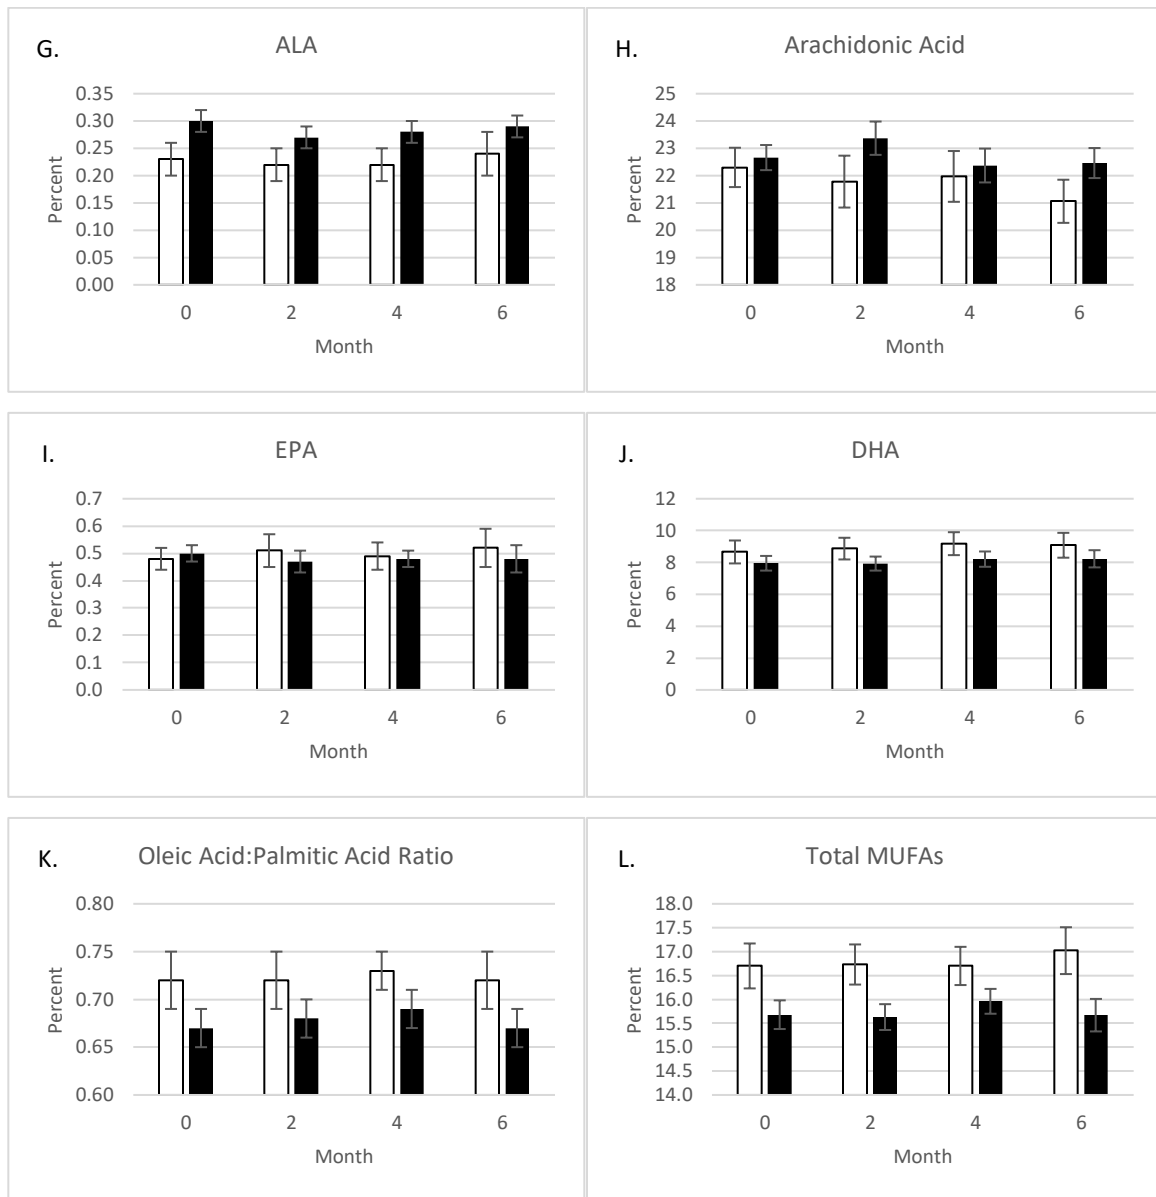 G.
ALA
Percent
0.35
0.30
0.25
0.20
0.15
0.10
0.05
0.00
0 2 4 6
Month
H.
Arachidonic Acid
Percent
25
24
23
22
21
20
19
18
0 2 4 6
Month
I.
EPA
Percent
0.7
0.6
0.5
0.4
0.3
0.2
0.1
0.0
0 2 4 6
Month
J.
DHA
Percent
12
10
8
6
4
2
0
0 2 4 6
Month
K.
Oleic Acid:Palmitic Acid Ratio
Percent
0.80
0.75
0.70
0.65
0.60
0 2 4 6
Month
L.
Total MUFAs
Percent
18.0
17.5
17.0
16.5
16.0
15.5
15.0
14.5
14.0
0 2 4 6
Month